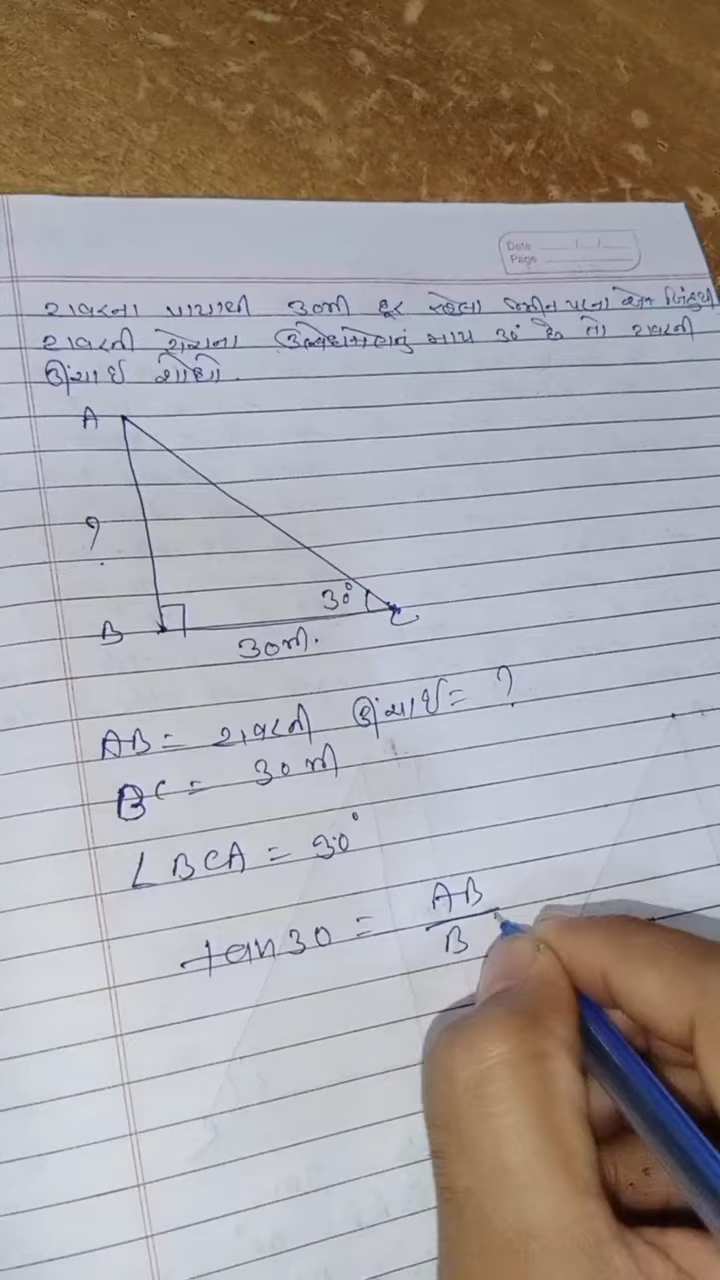 Date / /
Page
ટાવરના પાયાથી 30મી દૂર રહેલા જમીન પરના એક બિંદુથી
ટાવરની ટોચના ઉત્સેધકોણનું માપ 30° છે તો ટાવરની
ઊંચાઈ શોધો.
A
?
B
30°
C
30મી.
AB = ટાવરની ઊંચાઈ = ?
BC = 30મી
∠BCA = 30°
tan30 = AB
B